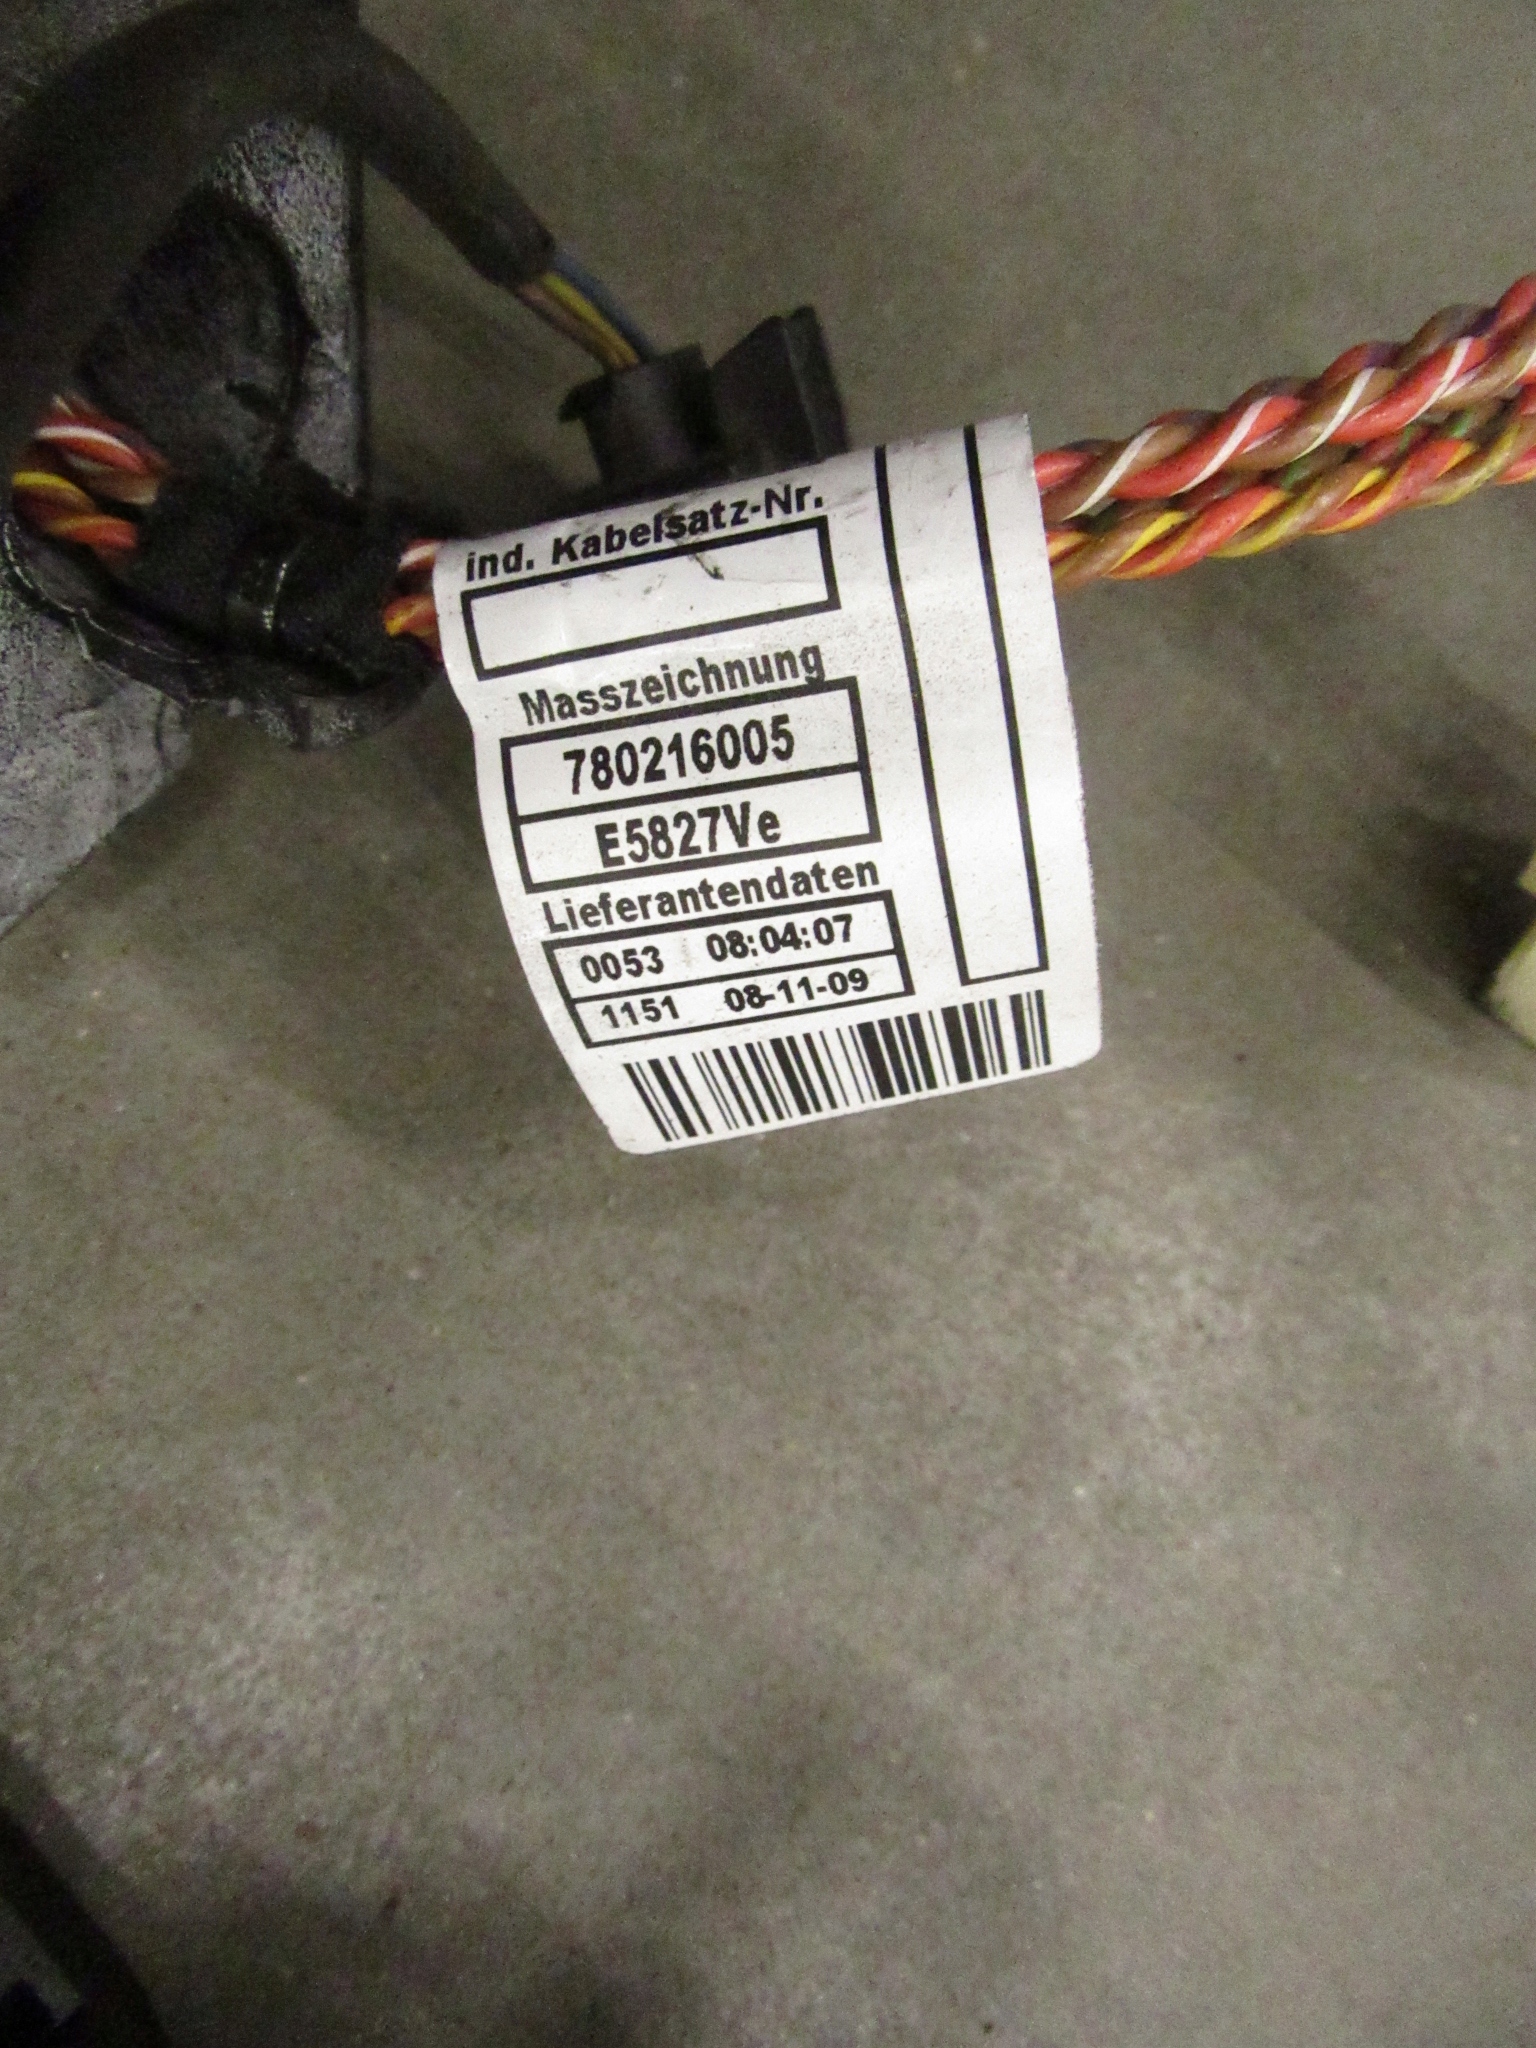 ind. Kabelsatz-Nr.
Masszeichnung
780216005
E5827Ve
Lieferantendaten
0053 08:04:07
1151 08-11-09